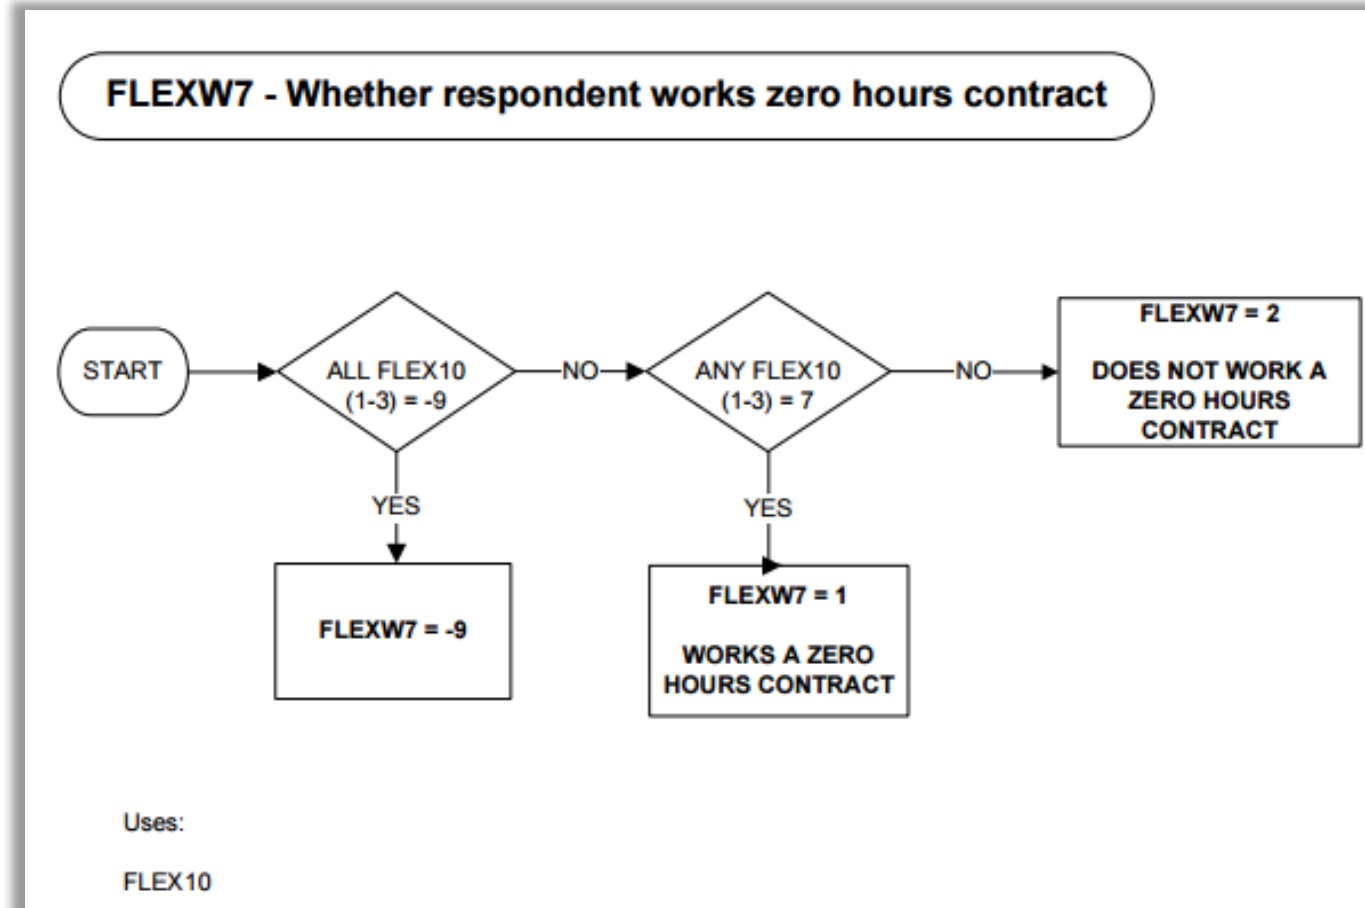 FLEXW7 - Whether respondent works zero hours contract
START
ALL FLEX10
(1-3) = -9
NO
ANY FLEX10
(1-3) = 7
NO
FLEXW7 = 2
DOES NOT WORK A
ZERO HOURS
CONTRACT
YES
FLEXW7 = -9
YES
FLEXW7 = 1
WORKS A ZERO
HOURS CONTRACT
Uses:
FLEX10